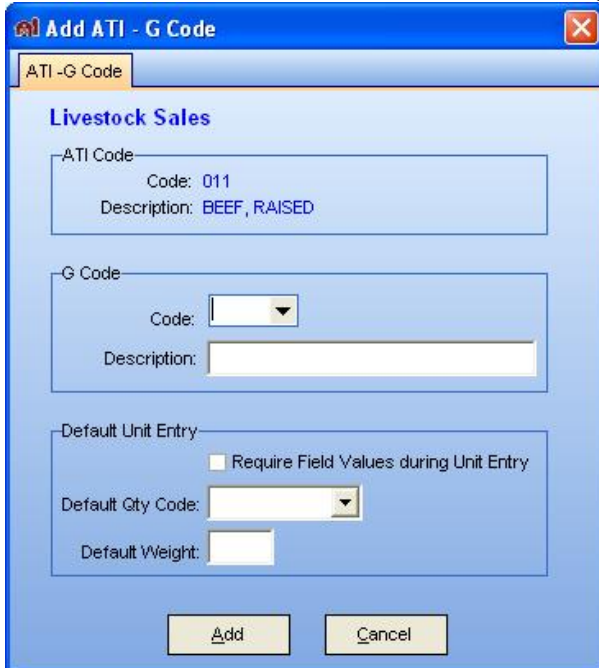 Add ATI - G Code
ATI -G Code
Livestock Sales
ATI Code
Code: 011
Description: BEEF, RAISED
G Code
Code:
Description:
Default Unit Entry
Require Field Values during Unit Entry
Default Qty Code:
Default Weight:
Add Cancel